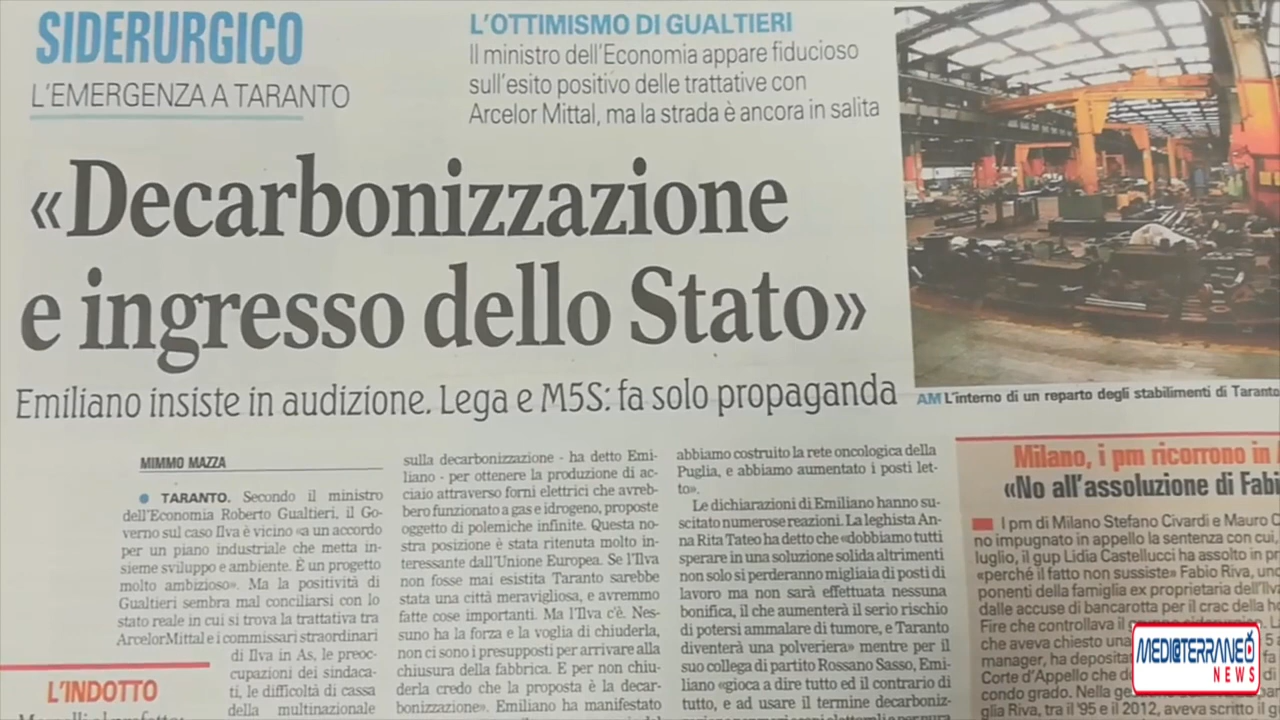 SIDERURGICO
L'EMERGENZA A TARANTO
L'OTTIMISMO DI GUALTIERI
Il ministro dell'Economia appare fiducioso
sull'esito positivo delle trattative con
Arcelor Mittal, ma la strada è ancora in salita
«Decarbonizzazione
e ingresso dello Stato»
Emiliano insiste in audizione. Lega e M5S: fa solo propaganda
AM L'interno di un reparto degli stabilimenti di Taranto
MIMMO MAZZA
● TARANTO. Secondo il ministro
dell'Economia Roberto Gualtieri, il Go-
verno sul caso Ilva è vicino «a un accordo
per un piano industriale che metta in-
sieme sviluppo e ambiente. È un progetto
molto ambizioso». Ma la positività di
Gualtieri sembra mal conciliarsi con lo
stato reale in cui si trova la trattativa tra
ArcelorMittal e i commissari straordinari
di Ilva in As, le preoc-
cupazioni dei sindaca-
ti, le difficoltà di cassa
della multinazionale
L'INDOTTO
sulla decarbonizzazione - ha detto Emi-
liano - per ottenere la produzione di ac-
ciaio attraverso forni elettrici che avreb-
bero funzionato a gas e idrogeno, proposte
oggetto di polemiche infinite. Questa no-
stra posizione è stata ritenuta molto in-
teressante dall'Unione Europea. Se l'Ilva
non fosse mai esistita Taranto sarebbe
stata una città meravigliosa, e avremmo
fatte cose importanti. Ma l'Ilva c'è. Nes-
suno ha la forza e la voglia di chiuderla,
non ci sono i presupposti per arrivare alla
chiusura della fabbrica. E per non chiu-
derla credo che la proposta è la decar-
bonizzazione». Emiliano ha manifestato
abbiamo costruito la rete oncologica della
Puglia, e abbiamo aumentato i posti let-
to».
Le dichiarazioni di Emiliano hanno su-
scitato numerose reazioni. La leghista An-
na Rita Tateo ha detto che «dobbiamo tutti
sperare in una soluzione solida altrimenti
non solo si perderanno migliaia di posti di
lavoro ma non sarà effettuata nessuna
bonifica, il che aumenterà il serio rischio
di potersi ammalare di tumore, e Taranto
diventerà una polveriera» mentre per il
suo collega di partito Rossano Sasso, Emi-
liano «gioca a dire tutto ed il contrario di
tutto, e ad usare il termine decarboniz-
Milano, i pm ricorrono in
«No all'assoluzione di Fabi
I pm di Milano Stefano Civardi e Mauro C
no impugnato in appello la sentenza con cui,
luglio, il gup Lidia Castellucci ha assolto in pr
«perché il fatto non sussiste» Fabio Riva, uno
ponenti della famiglia ex proprietaria dell'Ilv
dalle accuse di bancarotta per il crac della h
Fire che controllava il
che aveva chiesto una
manager, ha depositat
Corte d'Appello che d
condo grado. Nella ge
glia Riva, tra il '95 e il 2012, aveva scritto il g
MEDITERRANEO
NEWS